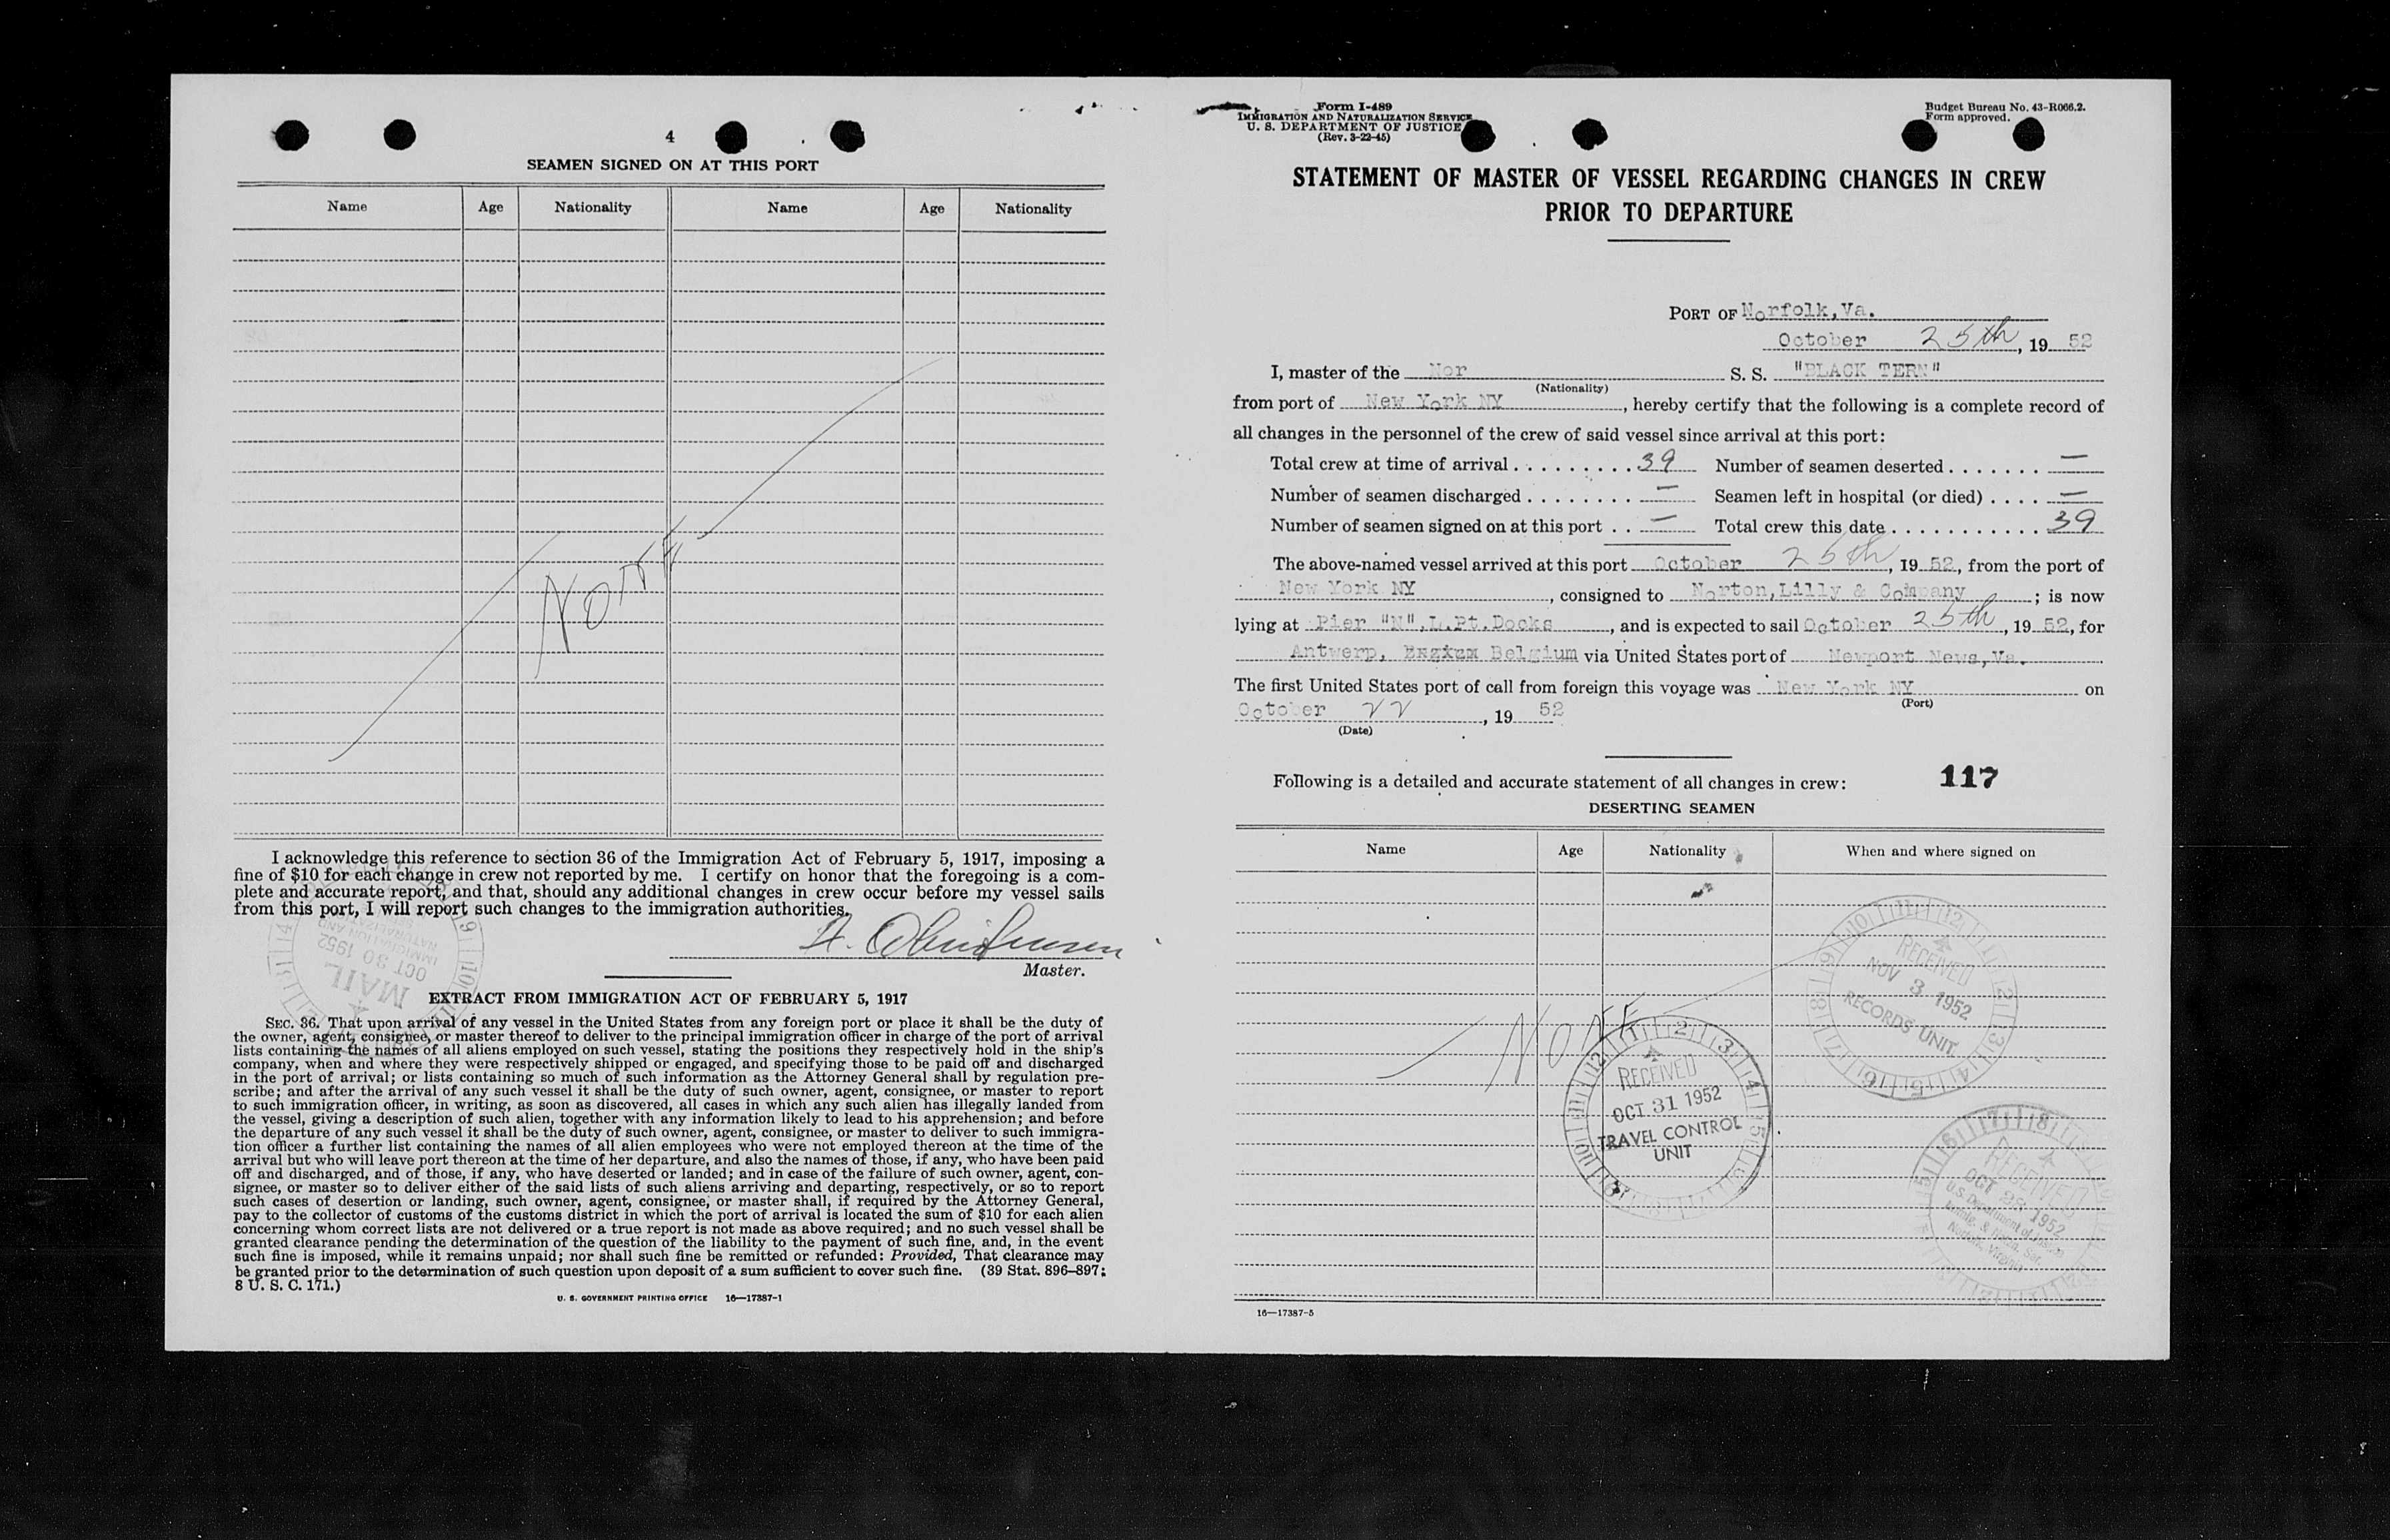 4
SEAMEN SIGNED ON AT THIS PORT
Name Age Nationality Name Age Nationality
None
I acknowledge this reference to section 36 of the Immigration Act of February 5, 1917, imposing a
fine of $10 for each change in crew not reported by me. I certify on honor that the foregoing is a com-
plete and accurate report, and that, should any additional changes in crew occur before my vessel sails
from this port, I will report such changes to the immigration authorities.
Master.
MAIL
OCT 30 1952
IMMIGRATION AND
EXTRACT FROM IMMIGRATION ACT OF FEBRUARY 5, 1917
SEC. 36. That upon arrival of any vessel in the United States from any foreign port or place it shall be the duty of
the owner, agent, consignee, or master thereof to deliver to the principal immigration officer in charge of the port of arrival
lists containing the names of all aliens employed on such vessel, stating the positions they respectively hold in the ship's
company, when and where they were respectively shipped or engaged, and specifying those to be paid off and discharged
in the port of arrival; or lists containing so much of such information as the Attorney General shall by regulation pre-
scribe; and after the arrival of any such vessel it shall be the duty of such owner, agent, consignee, or master to report
to such immigration officer, in writing, as soon as discovered, all cases in which any such alien has illegally landed from
the vessel, giving a description of such alien, together with any information likely to lead to his apprehension; and before
the departure of any such vessel it shall be the duty of such owner, agent, consignee, or master to deliver to such immigra-
tion officer a further list containing the names of all alien employees who were not employed thereon at the time of the
arrival but who will leave port thereon at the time of her departure, and also the names of those, if any, who have been paid
off and discharged, and of those, if any, who have deserted or landed; and in case of the failure of such owner, agent, con-
signee, or master so to deliver either of the said lists of such aliens arriving and departing, respectively, or so to report
such cases of desertion or landing, such owner, agent, consignee, or master shall, if required by the Attorney General,
pay to the collector of customs of the customs district in which the port of arrival is located the sum of $10 for each alien
concerning whom correct lists are not delivered or a true report is not made as above required; and no such vessel shall be
granted clearance pending the determination of the question of the liability to the payment of such fine, and, in the event
such fine is imposed, while it remains unpaid; nor shall such fine be remitted or refunded: Provided, That clearance may
be granted prior to the determination of such question upon deposit of a sum sufficient to cover such fine. (39 Stat. 896–897;
8 U. S. C. 171.)
U. S. GOVERNMENT PRINTING OFFICE 16—17387-1
Form I-489
IMMIGRATION AND NATURALIZATION SERVICE
U. S. DEPARTMENT OF JUSTICE
(Rev. 3-22-45)
Budget Bureau No. 43-R066.2.
Form approved.
STATEMENT OF MASTER OF VESSEL REGARDING CHANGES IN CREW
PRIOR TO DEPARTURE
PORT OF Norfolk, Va.
October 25th, 19 52
I, master of the Nor S. S. "BLACK TERN"
(Nationality)
from port of New York NY, hereby certify that the following is a complete record of
all changes in the personnel of the crew of said vessel since arrival at this port:
Total crew at time of arrival . . . . . . . . . 39 Number of seamen deserted . . . . . . . —
Number of seamen discharged . . . . . . . . — Seamen left in hospital (or died) . . . . —
Number of seamen signed on at this port . . — Total crew this date . . . . . . . . . . . . 39
The above-named vessel arrived at this port October 25th, 19 52, from the port of
New York NY, consigned to Norton, Lilly & Company; is now
lying at Pier "N", L.Pt.Docks, and is expected to sail October 25th, 19 52, for
Antwerp, Belgium via United States port of Newport News, Va.
The first United States port of call from foreign this voyage was New York NY on
(Port)
October 22, 19 52
(Date)
Following is a detailed and accurate statement of all changes in crew: 117
DESERTING SEAMEN
Name Age Nationality When and where signed on
RECEIVED
NOV 3 1952
RECORDS UNIT
None
RECEIVED
OCT 31 1952
TRAVEL CONTROL
UNIT
RECEIVED
OCT 1952
U.S. Department of Justice
Norfolk, Virginia
16—17387-5